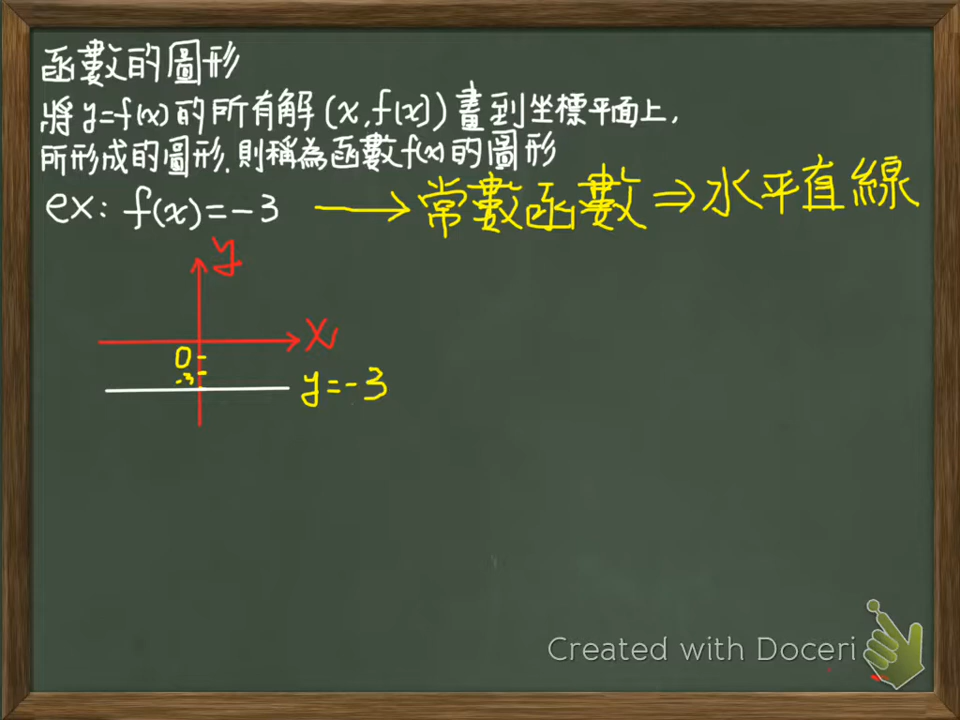 函數的圖形
將y=f(x)的所有解(x,f(x))畫到坐標平面上,
所形成的圖形,則稱為函數f(x)的圖形
ex: f(x)=-3 → 常數函數⇒水平直線
y
x
0
-3
y=-3
Created with Doceri